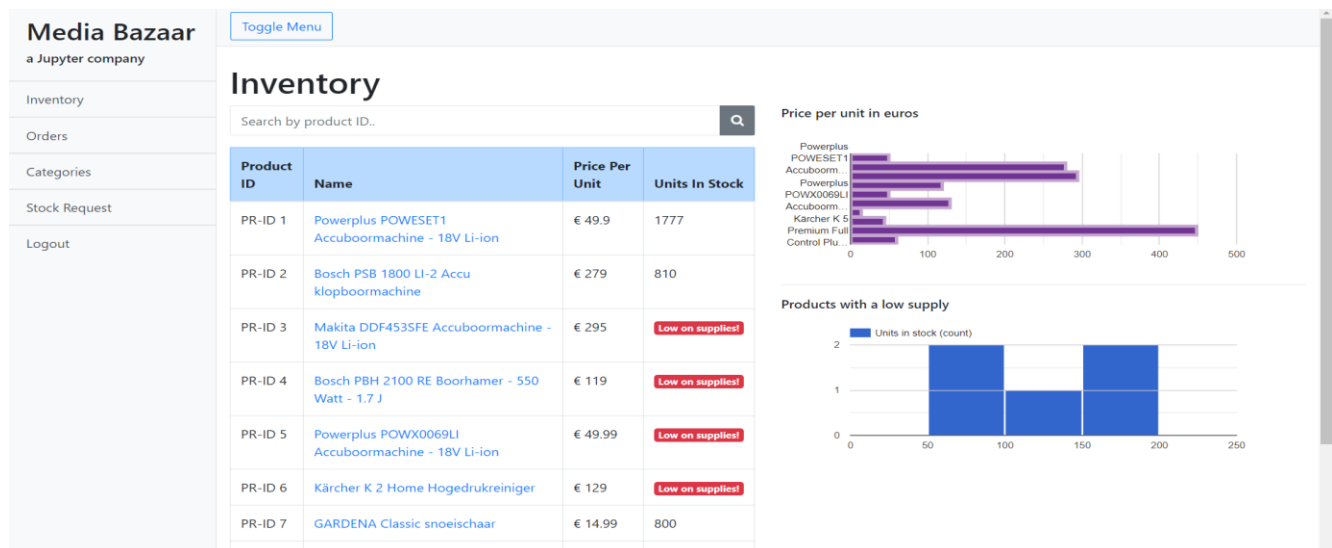 Media Bazaar
a Jupyter company
Inventory
Orders
Categories
Stock Request
Logout
Toggle Menu
Inventory
Search by product ID..
Product ID Name Price Per Unit Units In Stock
PR-ID 1 Powerplus POWESET1 € 49.9 1777
Accuboormachine - 18V Li-ion
PR-ID 2 Bosch PSB 1800 LI-2 Accu € 279 810
klopboormachine
PR-ID 3 Makita DDF453SFE Accuboormachine - € 295 Low on supplies!
18V Li-ion
PR-ID 4 Bosch PBH 2100 RE Boorhamer - 550 € 119 Low on supplies!
Watt - 1.7 J
PR-ID 5 Powerplus POWX0069LI € 49.99 Low on supplies!
Accuboormachine - 18V Li-ion
PR-ID 6 Kärcher K 2 Home Hogedrukreiniger € 129 Low on supplies!
PR-ID 7 GARDENA Classic snoeischaar € 14.99 800
Price per unit in euros
Powerplus
POWESET1
Accuboorm...
Powerplus
POWX0069LI
Accuboorm...
Kärcher K 5
Premium Full
Control Plu...
0 100 200 300 400 500
Products with a low supply
Units in stock (count)
2
1
0
0 50 100 150 200 250